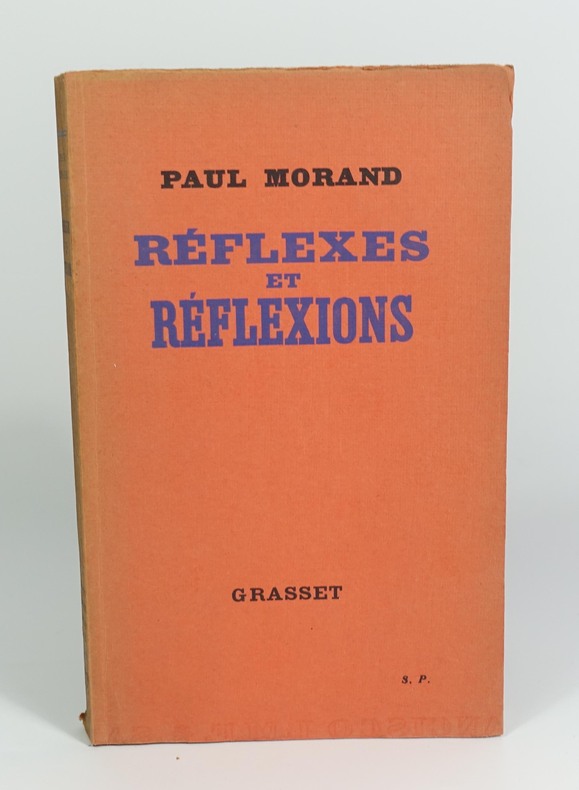 PAUL MORAND
RÉFLEXES
ET
RÉFLEXIONS
GRASSET
S. P.